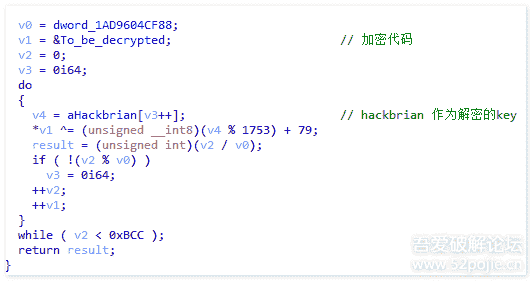 v0 = dword_1AD9604CF88;
v1 = &To_be_decrypted; // 加密代码
v2 = 0;
v3 = 0i64;
do
{
v4 = aHackbrian[v3++]; // hackbrian 作为解密的key
*v1 ^= (unsigned __int8)(v4 % 1753) + 79;
result = (unsigned int)(v2 / v0);
if ( !(v2 % v0) )
v3 = 0i64;
++v2;
++v1;
}
while ( v2 < 0xBCC );
return result;
}
吾爱破解论坛
www.52pojie.cn